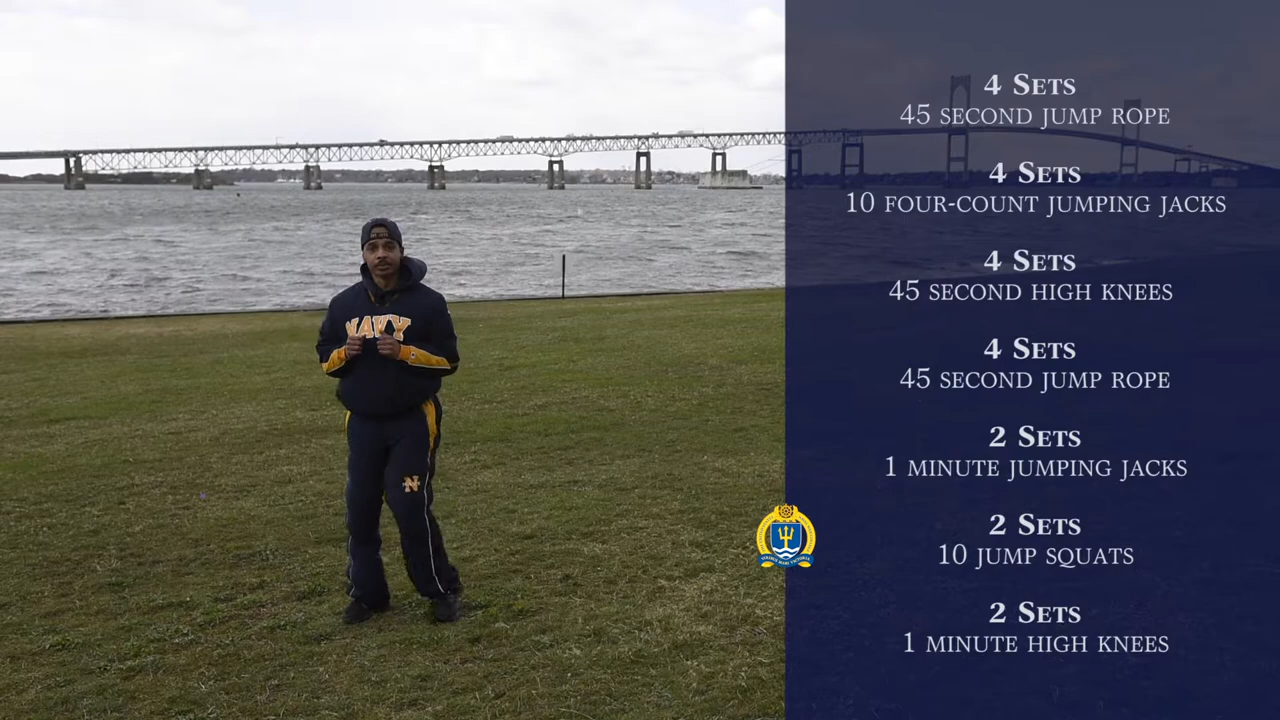 NAVY
N
4 Sets
45 second jump rope
4 Sets
10 four-count jumping jacks
4 Sets
45 second high knees
4 Sets
45 second jump rope
2 Sets
1 minute jumping jacks
2 Sets
10 jump squats
2 Sets
1 minute high knees